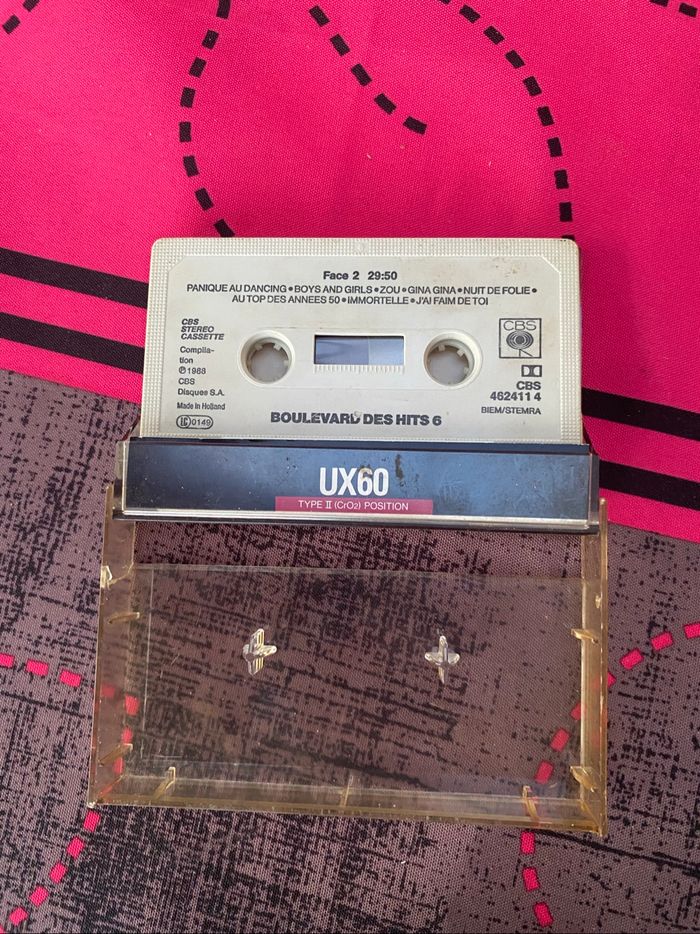 Face 2 29:50
PANIQUE AU DANCING • BOYS AND GIRLS • ZOU • GINA GINA • NUIT DE FOLIE •
AU TOP DES ANNEES 50 • IMMORTELLE • J'AI FAIM DE TOI
CBS
STEREO
CASSETTE
Compila-
tion
℗ 1988
CBS
Disques S.A.
Made in Holland
IC 0149
CBS
CBS
462411 4
BIEM/STEMRA
BOULEVARD DES HITS 6
UX60
TYPE II (CrO2) POSITION